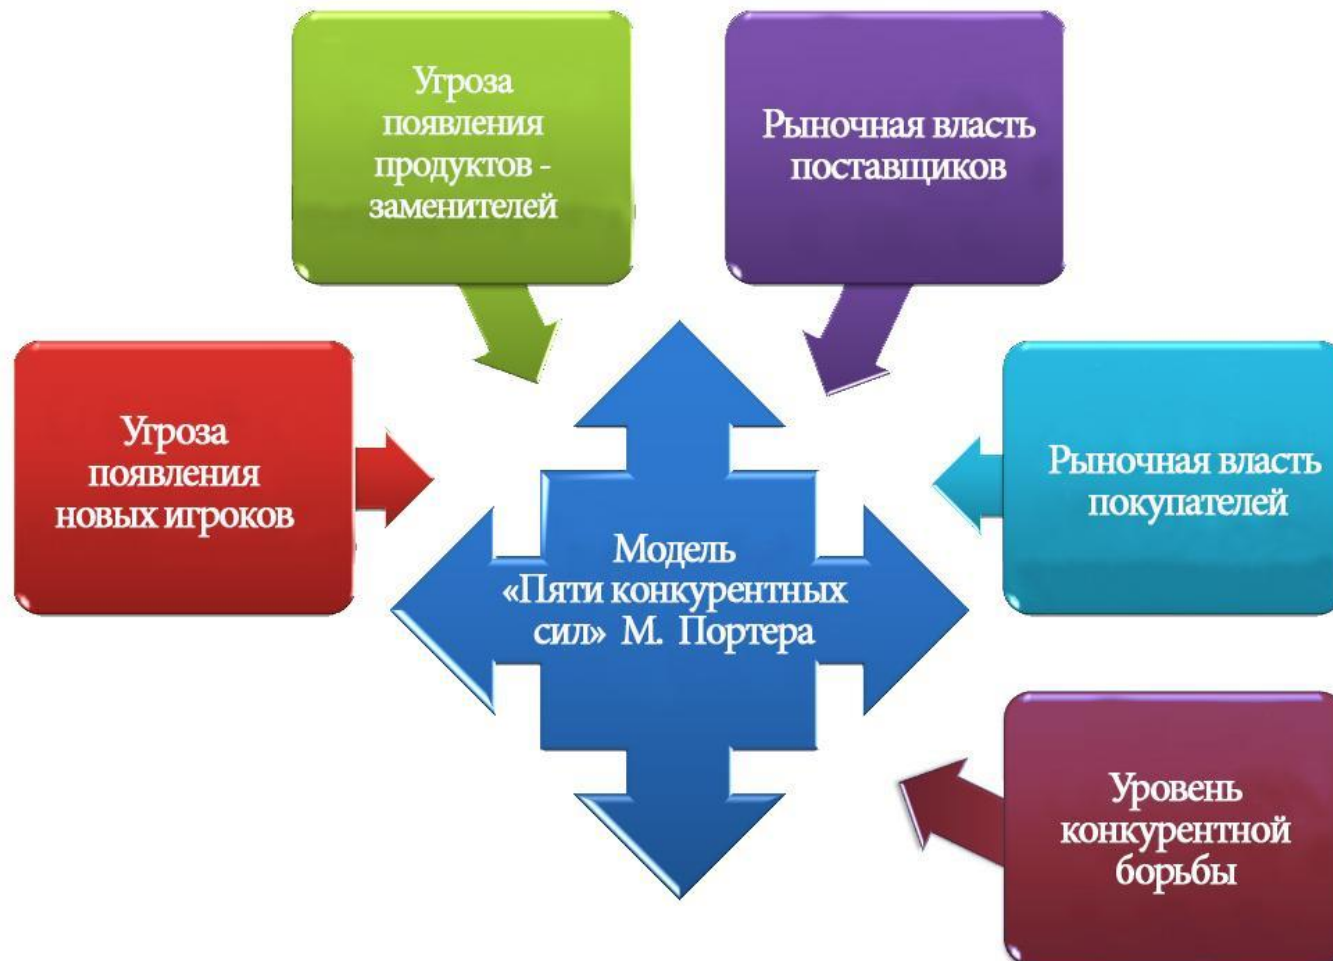 Угроза
появления
продуктов -
заменителей
Рыночная власть
поставщиков
Угроза
появления
новых игроков
Рыночная власть
покупателей
Модель
«Пяти конкурентных
сил» М. Портера
Уровень
конкурентной
борьбы